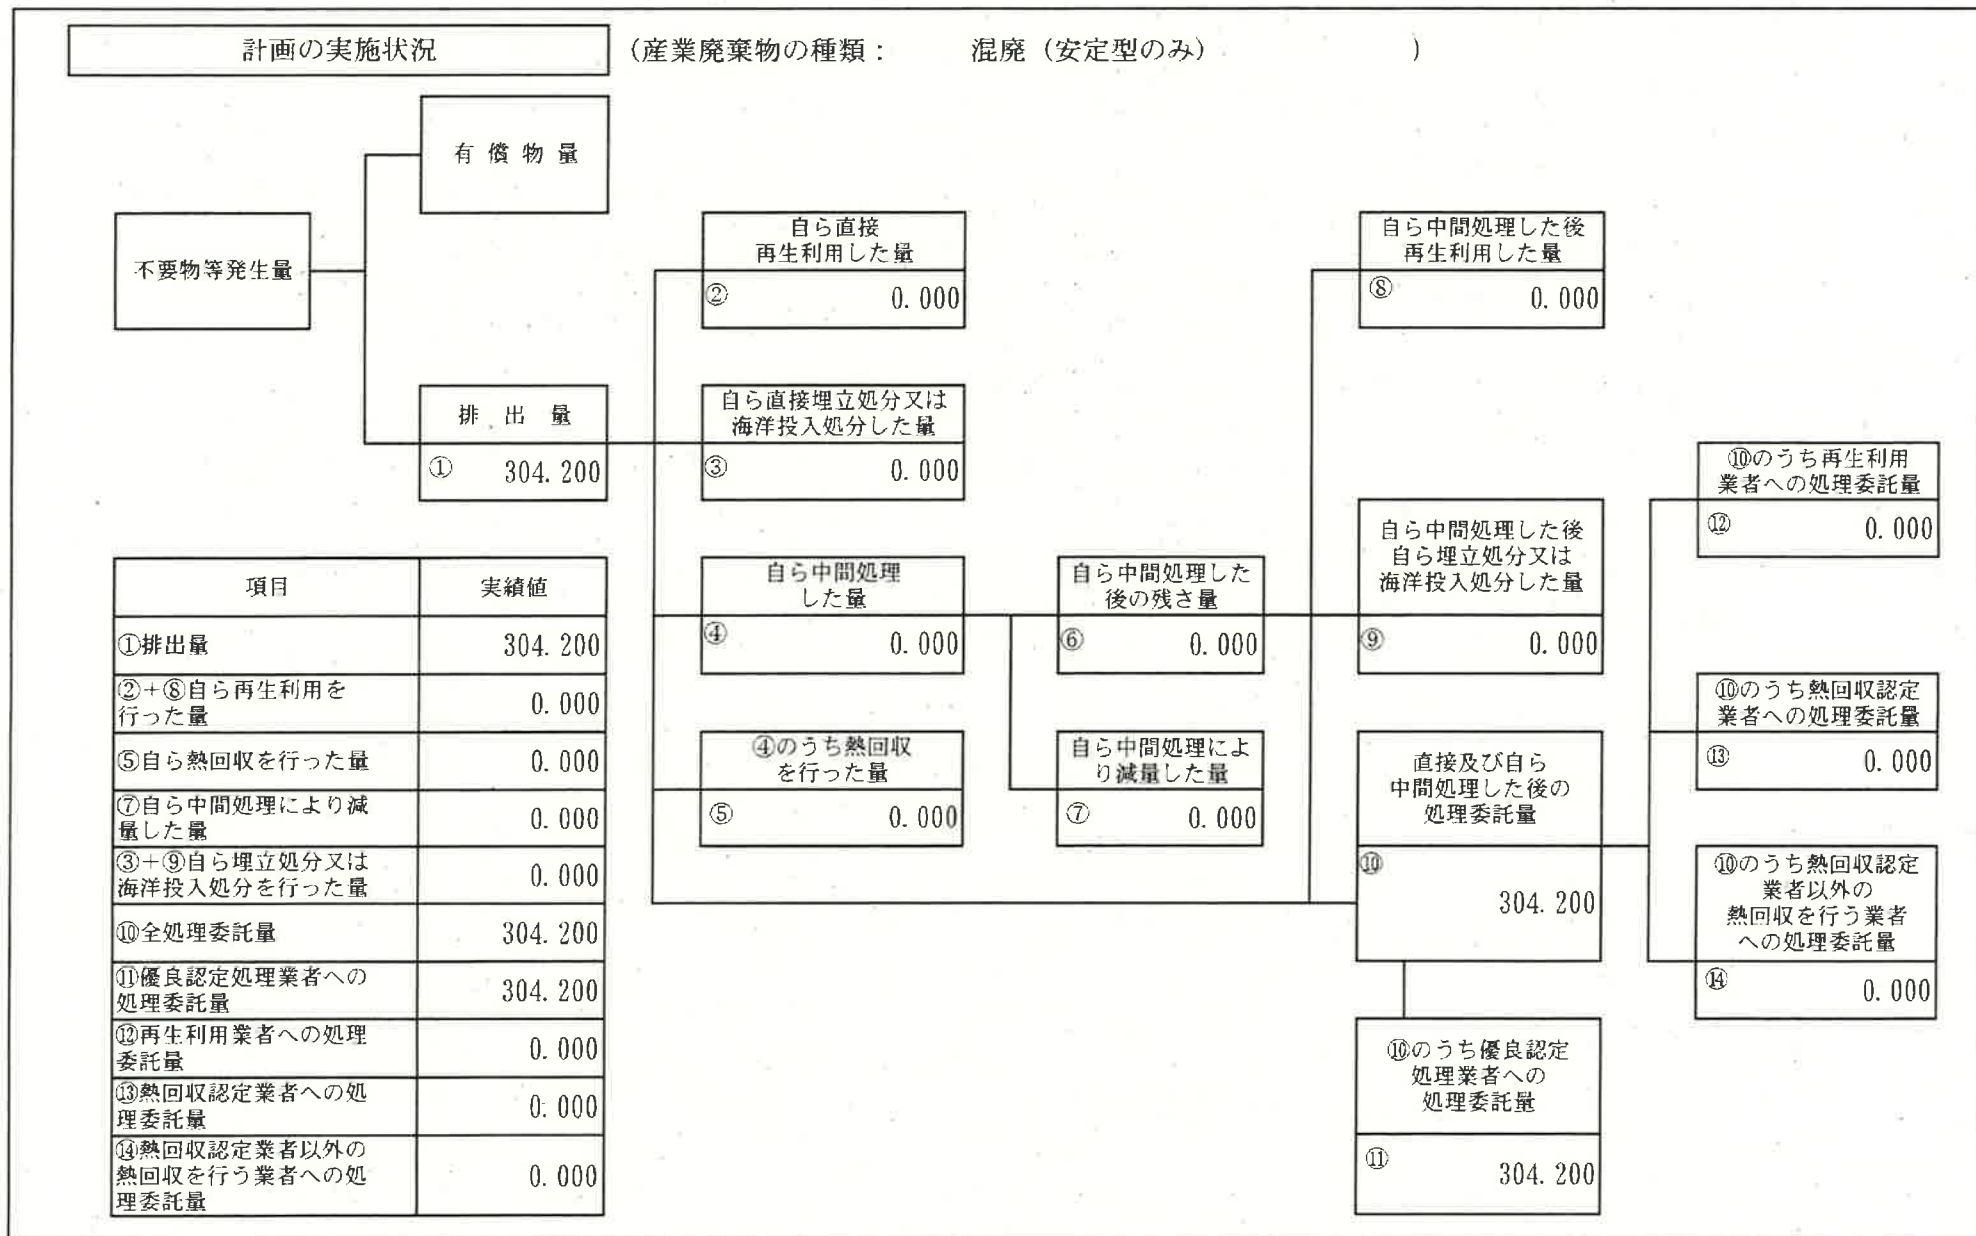 計画の実施状況 (産業廃棄物の種類: 混廃(安定型のみ) )
有償物量
不要物等発生量
自ら直接
再生利用した量
② 0.000
自ら中間処理した後
再生利用した量
⑧ 0.000
排出量
① 304.200
自ら直接埋立処分又は
海洋投入処分した量
③ 0.000
自ら中間処理
した量
④ 0.000
自ら中間処理した
後の残さ量
⑥ 0.000
自ら中間処理した後
自ら埋立処分又は
海洋投入処分した量
⑨ 0.000
⑩のうち再生利用
業者への処理委託量
⑫ 0.000
④のうち熱回収
を行った量
⑤ 0.000
自ら中間処理によ
り減量した量
⑦ 0.000
直接及び自ら
中間処理した後の
処理委託量
⑩
304.200
⑩のうち熱回収認定
業者への処理委託量
⑬ 0.000
⑩のうち熱回収認定
業者以外の
熱回収を行う業者
への処理委託量
⑭ 0.000
⑩のうち優良認定
処理業者への
処理委託量
⑪ 304.200
項目 実績値
①排出量 304.200
②+⑧自ら再生利用を
行った量 0.000
⑤自ら熱回収を行った量 0.000
⑦自ら中間処理により減
量した量 0.000
③+⑨自ら埋立処分又は
海洋投入処分を行った量 0.000
⑩全処理委託量 304.200
⑪優良認定処理業者への
処理委託量 304.200
⑫再生利用業者への処理
委託量 0.000
⑬熱回収認定業者への処
理委託量 0.000
⑭熱回収認定業者以外の
熱回収を行う業者への処
理委託量 0.000